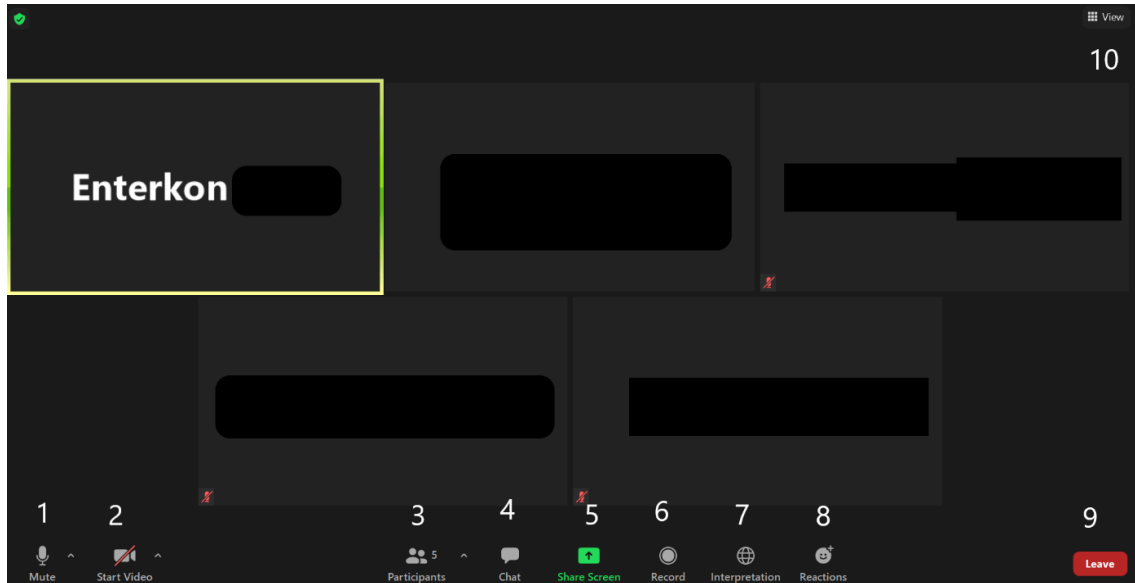 View
10
Enterkon
1 2 3 4 5 6 7 8 9
5
Mute Start Video Participants Chat Share Screen Record Interpretation Reactions Leave